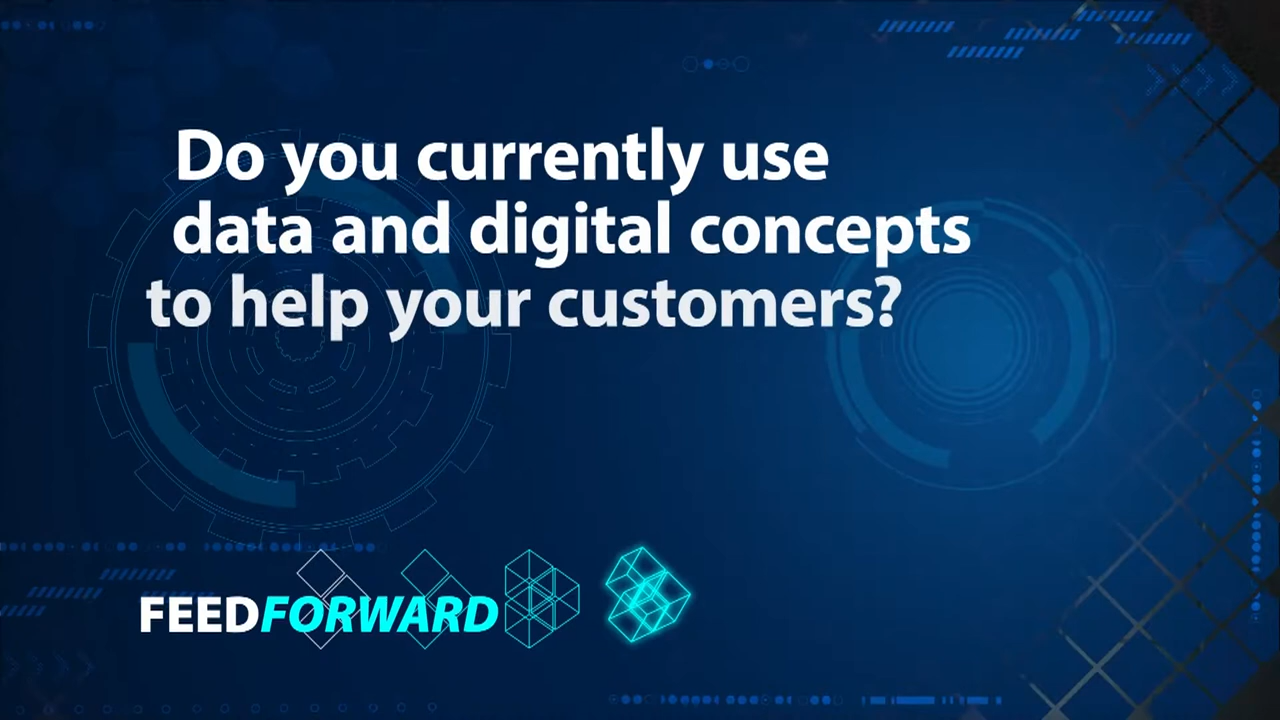 Do you currently use
data and digital concepts
to help your customers?
FEEDFORWARD